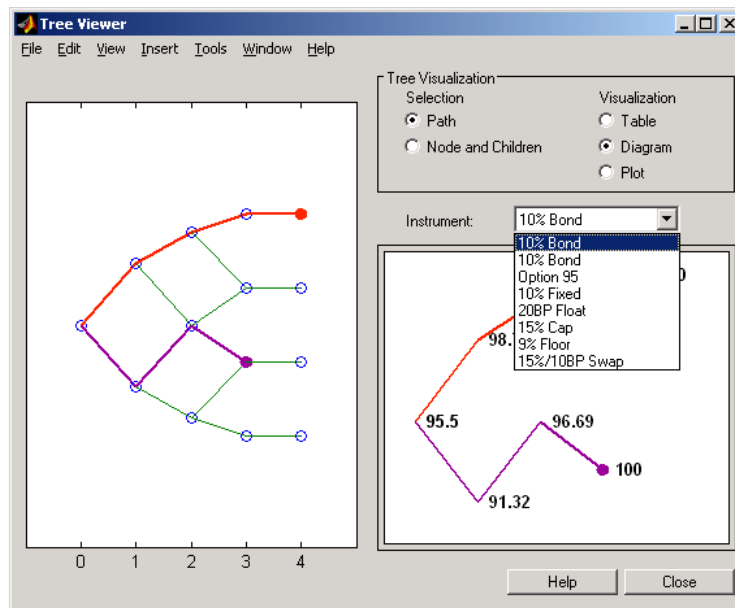 Tree Viewer
File Edit View Insert Tools Window Help
Tree Visualization
Selection Visualization
Path Table
Node and Children Diagram
Plot
Instrument: 10% Bond
10% Bond
10% Bond
Option 95
10% Fixed
20BP Float
15% Cap
9% Floor
15%/10BP Swap
98.
95.5 96.69
100
91.32
0 1 2 3 4
Help Close